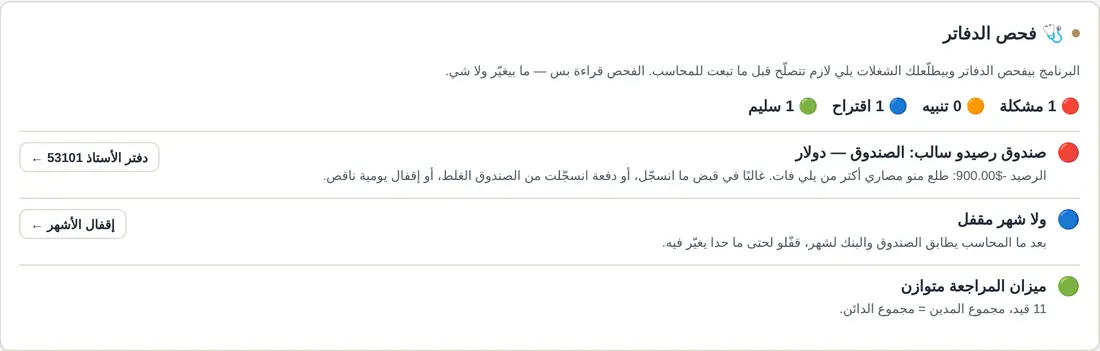 🩺 فحص الدفاتر
البرنامج بيفحص الدفاتر وبيطلّعلك الشغلات يلي لازم تتصلّح قبل ما تبعت للمحاسب. الفحص قراءة بس — ما بيغيّر ولا شي.
🔴 1 مشكلة 🟠 0 تنبيه 🔵 1 اقتراح 🟢 1 سليم
🔴 صندوق رصيدو سالب: الصندوق — دولار
دفتر الأستاذ 53101 ←
الرصيد -$900.00: طلع منو مصاري أكتر من يلي فات. غالبًا في قبض ما انسجّل، أو دفعة انسجّلت من الصندوق الغلط، أو إقفال يومية ناقص.
🔵 ولا شهر مقفل
إقفال الأشهر ←
بعد ما المحاسب يطابق الصندوق والبنك لشهر، قفّلو لحتى ما حدا يغيّر فيه.
🟢 ميزان المراجعة متوازن
11 قيد، مجموع المدين = مجموع الدائن.